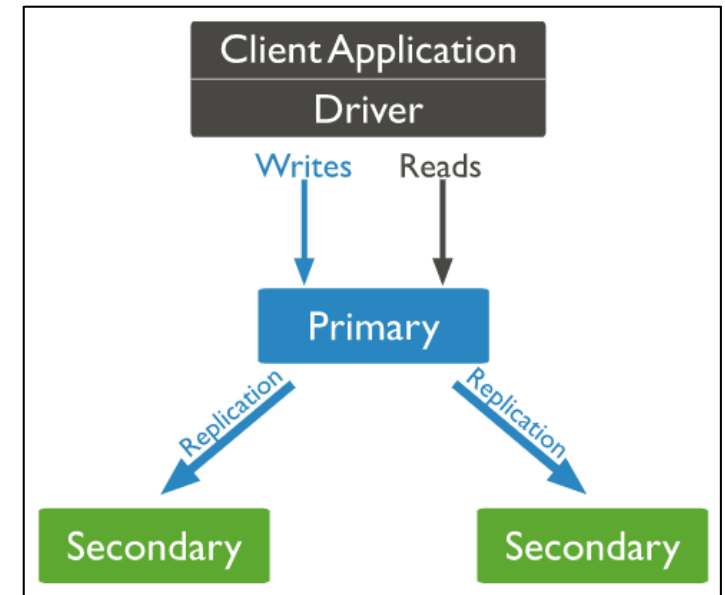 Client Application
Driver
Writes Reads
Primary
Replication Replication
Secondary Secondary